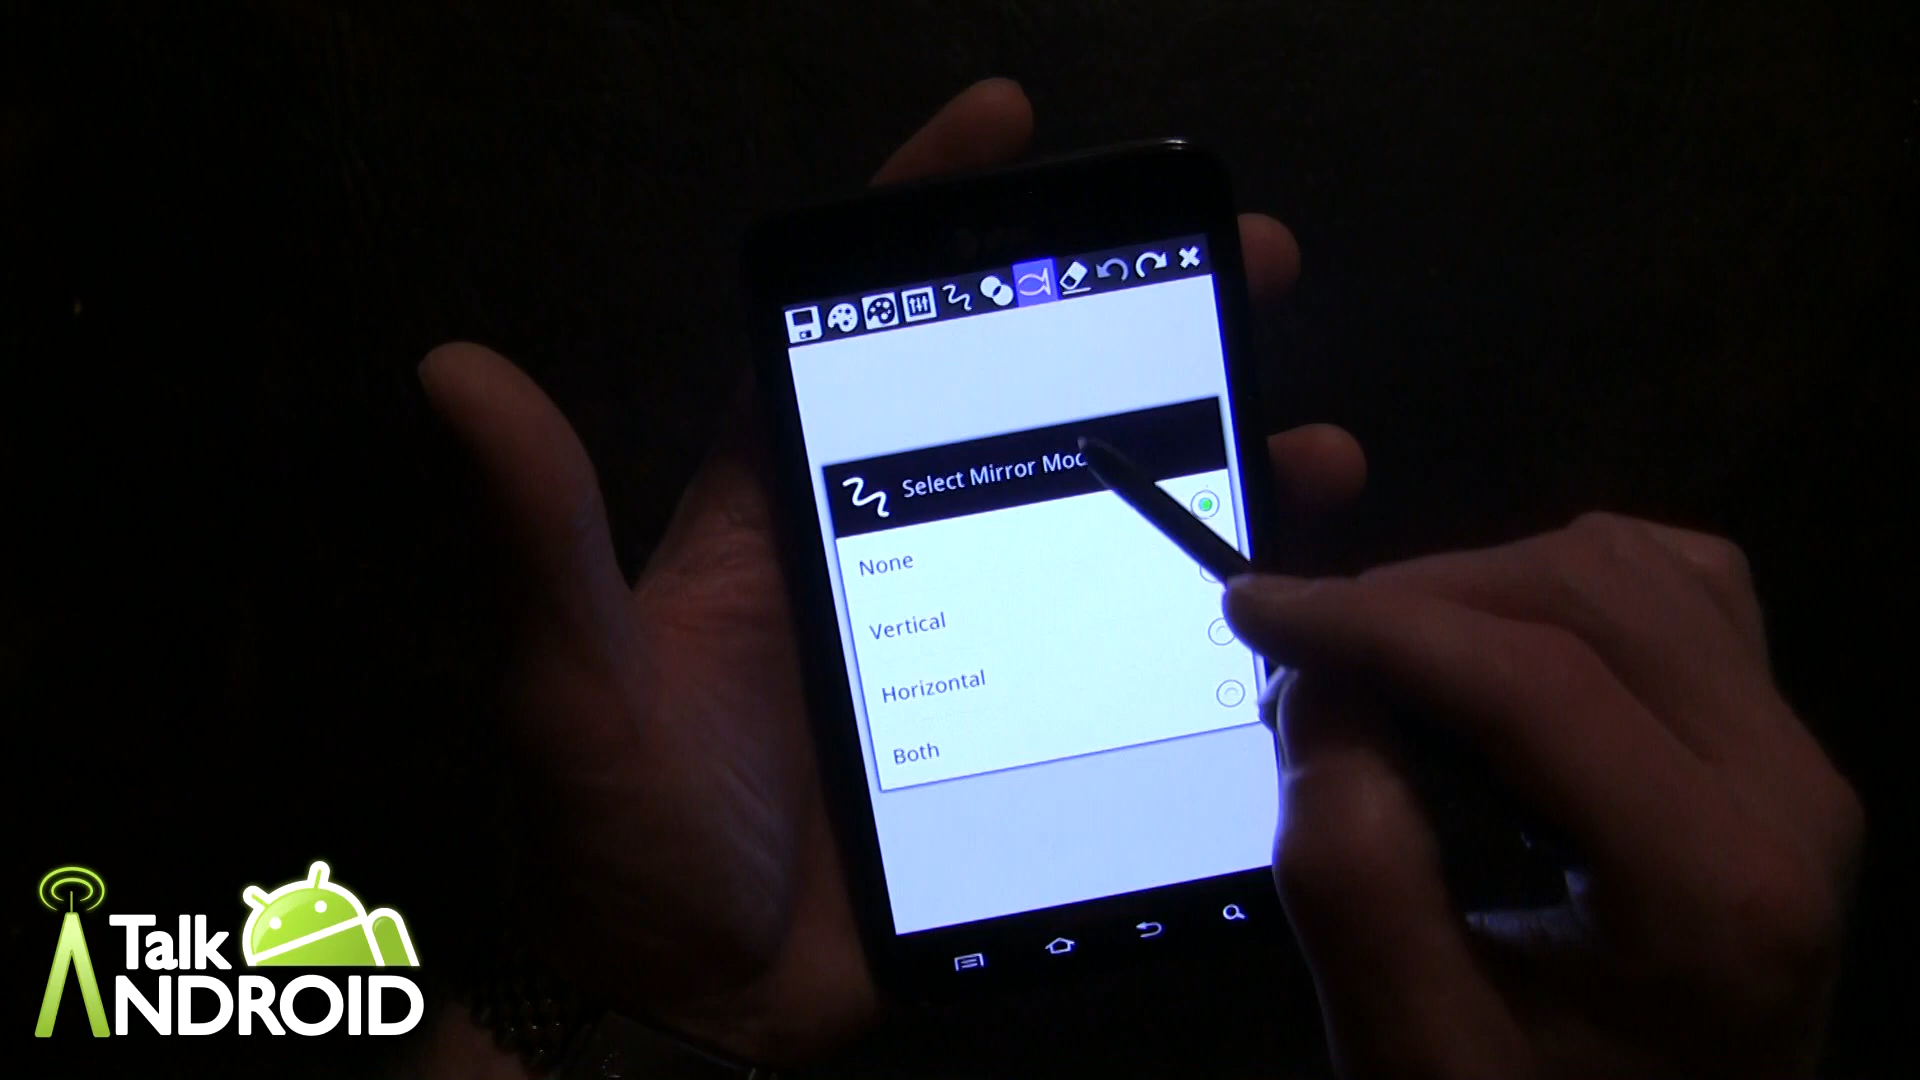 Select Mirror Mod
None
Vertical
Horizontal
Both
Talk
ANDROID